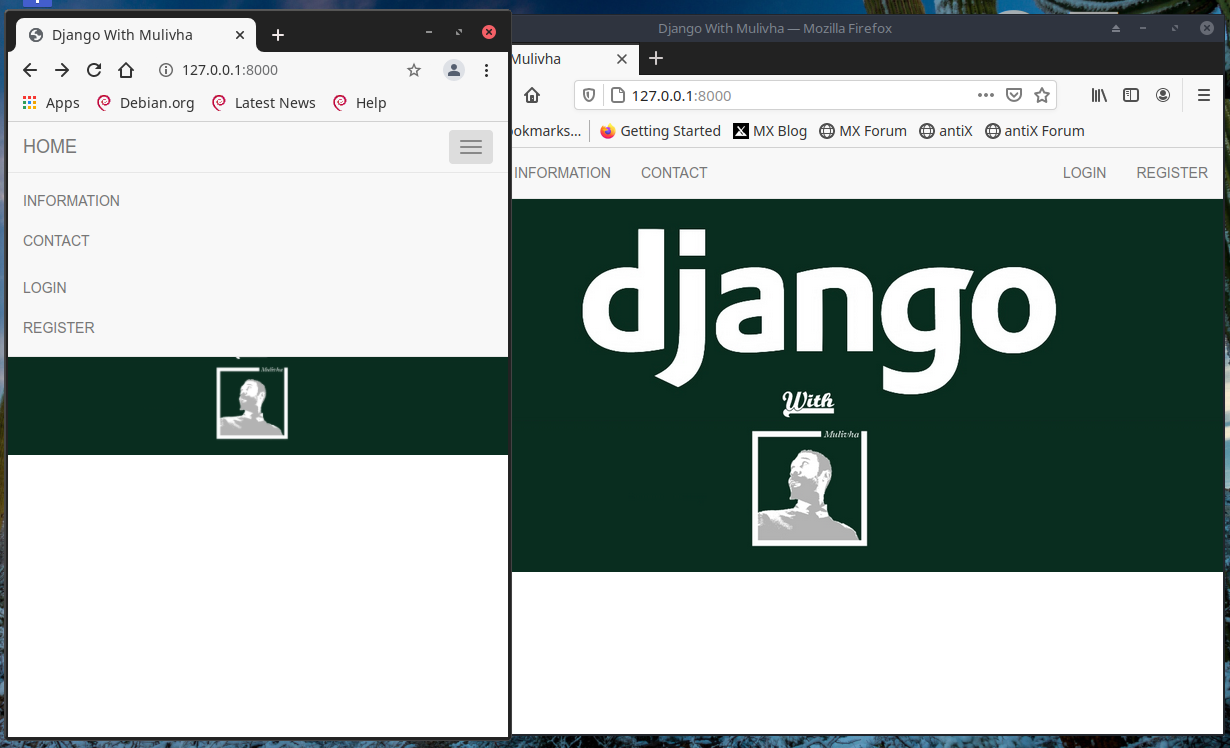 Django With Mulivha
127.0.0.1:8000
Apps Debian.org Latest News Help
HOME
INFORMATION
CONTACT
LOGIN
REGISTER
Mulivha
Django With Mulivha — Mozilla Firefox
Mulivha
127.0.0.1:8000
ookmarks... Getting Started MX Blog MX Forum antiX antiX Forum
INFORMATION CONTACT LOGIN REGISTER
django
With
Mulivha